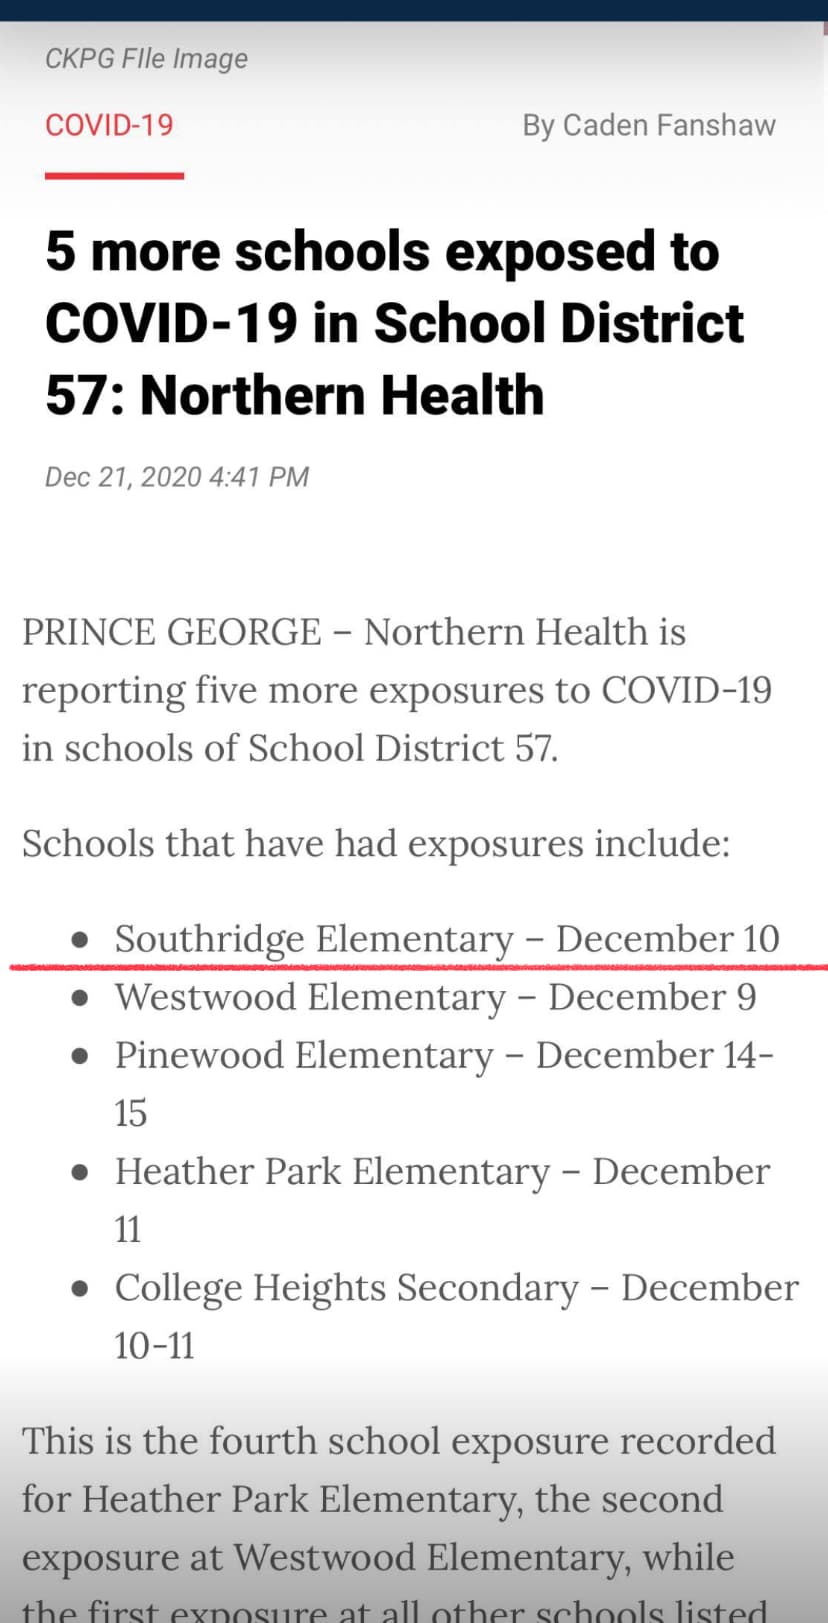 CKPG FIle Image
COVID-19
By Caden Fanshaw
5 more schools exposed to
COVID-19 in School District
57: Northern Health
Dec 21, 2020 4:41 PM
PRINCE GEORGE – Northern Health is
reporting five more exposures to COVID-19
in schools of School District 57.
Schools that have had exposures include:
● Southridge Elementary – December 10
● Westwood Elementary – December 9
● Pinewood Elementary – December 14-
15
● Heather Park Elementary – December
11
● College Heights Secondary – December
10-11
This is the fourth school exposure recorded
for Heather Park Elementary, the second
exposure at Westwood Elementary, while
the first exposure at all other schools listed